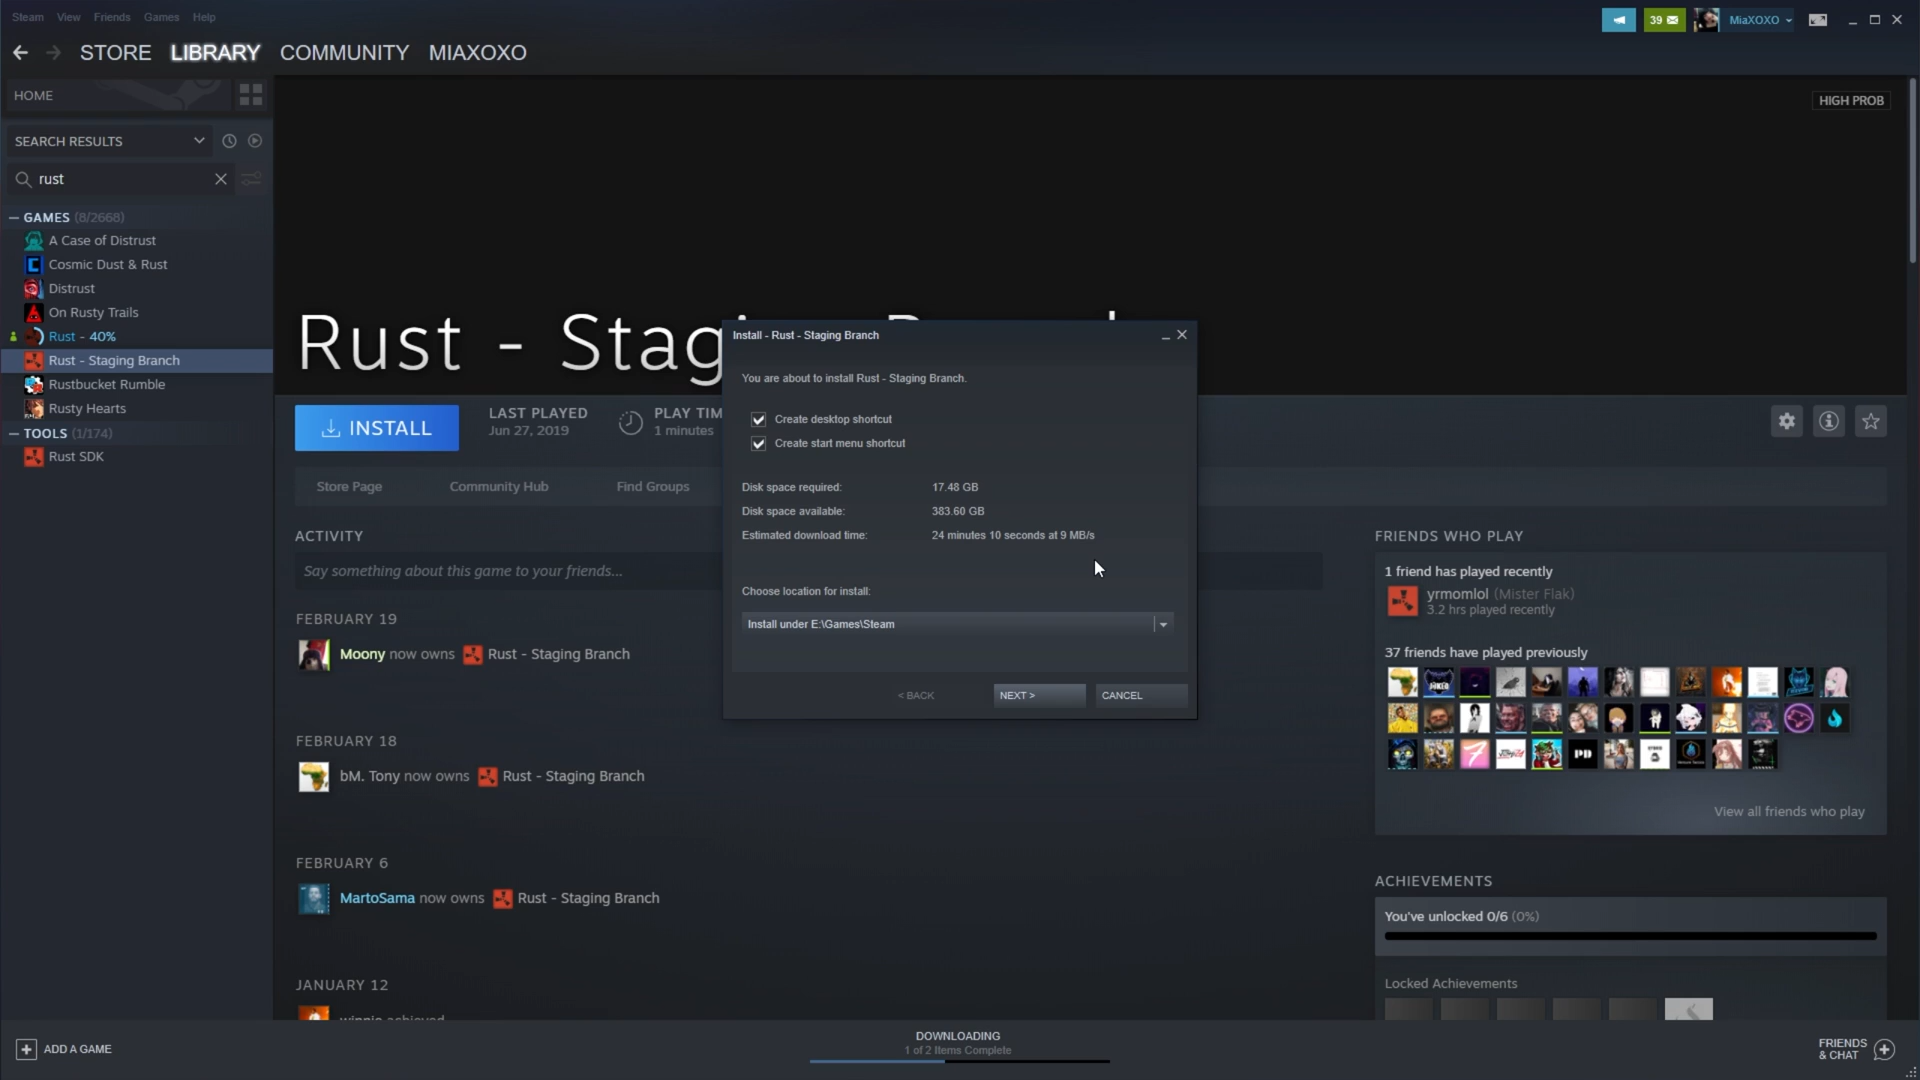 Steam View Friends Games Help
39
MiaXOXO
STORE LIBRARY COMMUNITY MIAXOXO
HOME
SEARCH RESULTS
rust
GAMES (8/2668)
A Case of Distrust
Cosmic Dust & Rust
Distrust
On Rusty Trails
Rust - 40%
Rust - Staging Branch
Rustbucket Rumble
Rusty Hearts
TOOLS (1/174)
Rust SDK
HIGH PROB
Rust - Stag
INSTALL
LAST PLAYED
Jun 27, 2019
PLAY TIM
1 minutes
Store Page Community Hub Find Groups
ACTIVITY
Say something about this game to your friends...
FEBRUARY 19
Moony now owns Rust - Staging Branch
FEBRUARY 18
bM. Tony now owns Rust - Staging Branch
FEBRUARY 6
MartoSama now owns Rust - Staging Branch
JANUARY 12
Install - Rust - Staging Branch
You are about to install Rust - Staging Branch.
Create desktop shortcut
Create start menu shortcut
Disk space required: 17.48 GB
Disk space available: 383.60 GB
Estimated download time: 24 minutes 10 seconds at 9 MB/s
Choose location for install:
Install under E:\Games\Steam
< BACK NEXT > CANCEL
FRIENDS WHO PLAY
1 friend has played recently
yrmomlol (Mister Flak)
3.2 hrs played recently
37 friends have played previously
View all friends who play
ACHIEVEMENTS
You've unlocked 0/6 (0%)
Locked Achievements
ADD A GAME
DOWNLOADING
1 of 2 Items Complete
FRIENDS
& CHAT